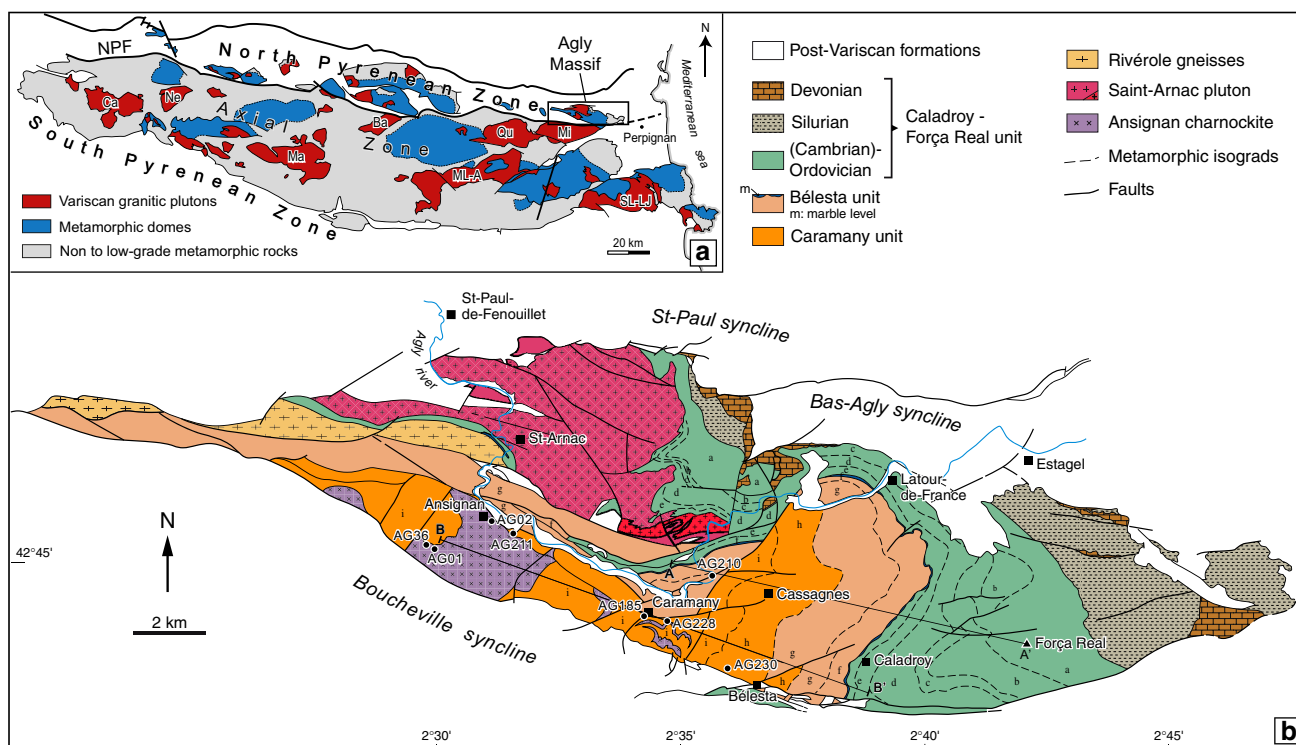 NPF
North Pyrenean Zone
Agly
Massif
N
Mediterranean sea
Perpignan
Axial Zone
South Pyrenean Zone
Ca
Ne
Ba
Ma
Qu
Mi
ML-A
SL-LJ
Variscan granitic plutons
Metamorphic domes
Non to low-grade metamorphic rocks
20 km
a
Post-Variscan formations
Devonian
Silurian
(Cambrian)-
Ordovician
Caladroy -
Força Real unit
m
Bélesta unit
m: marble level
Caramany unit
Rivérole gneisses
Saint-Arnac pluton
Ansignan charnockite
Metamorphic isograds
Faults
St-Paul-
de-Fenouillet
Agly river
St-Paul syncline
Bas-Agly syncline
Estagel
Latour-
de-France
St-Arnac
Ansignan
AG02
AG211
AG36
B
AG01
A
AG210
AG185
Caramany
AG228
AG230
Cassagnes
Bélesta
Caladroy
B'
Força Real
A'
Boucheville syncline
N
42°45'
2 km
a
a
b
d
h
c
d
e
d
d
g
g
f
g
h
i
i
i
i
i
h
h
g
h
g
g
f
e
d
c
b
b
a
2°30'
2°35'
2°40'
2°45'
b